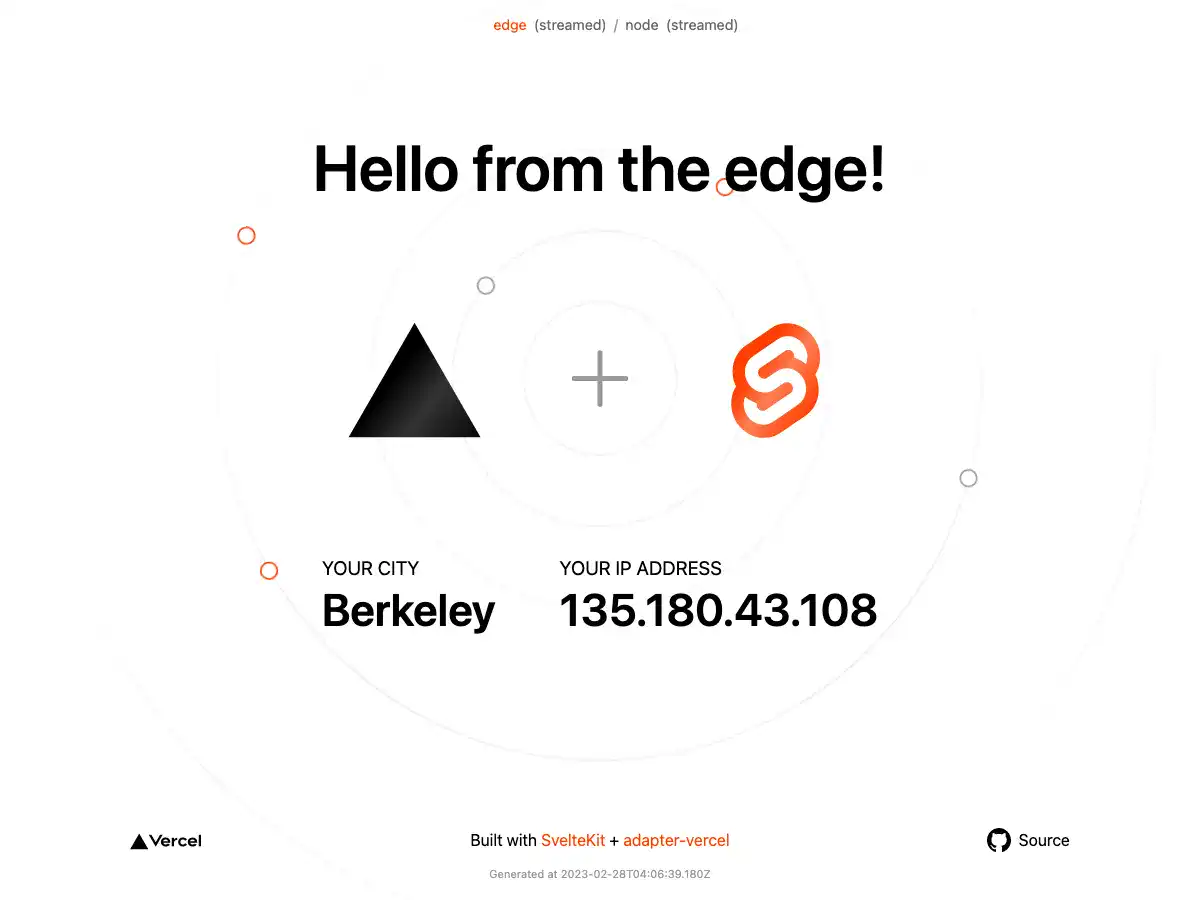 edge (streamed) / node (streamed)
Hello from the edge!
YOUR CITY
Berkeley
YOUR IP ADDRESS
135.180.43.108
Vercel
Built with SvelteKit + adapter-vercel
Source
Generated at 2023-02-28T04:06:39.180Z